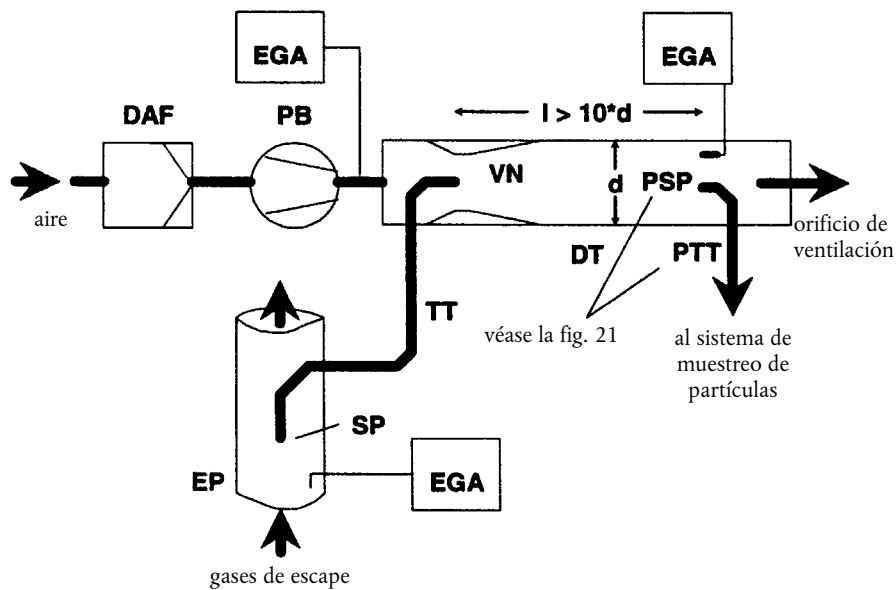 EGA
EGA
DAF
PB
l > 10*d
VN
d
PSP
aire
orificio de
ventilación
DT
PTT
TT
véase la fig. 21
al sistema de
muestreo de
partículas
SP
EP
EGA
gases de escape